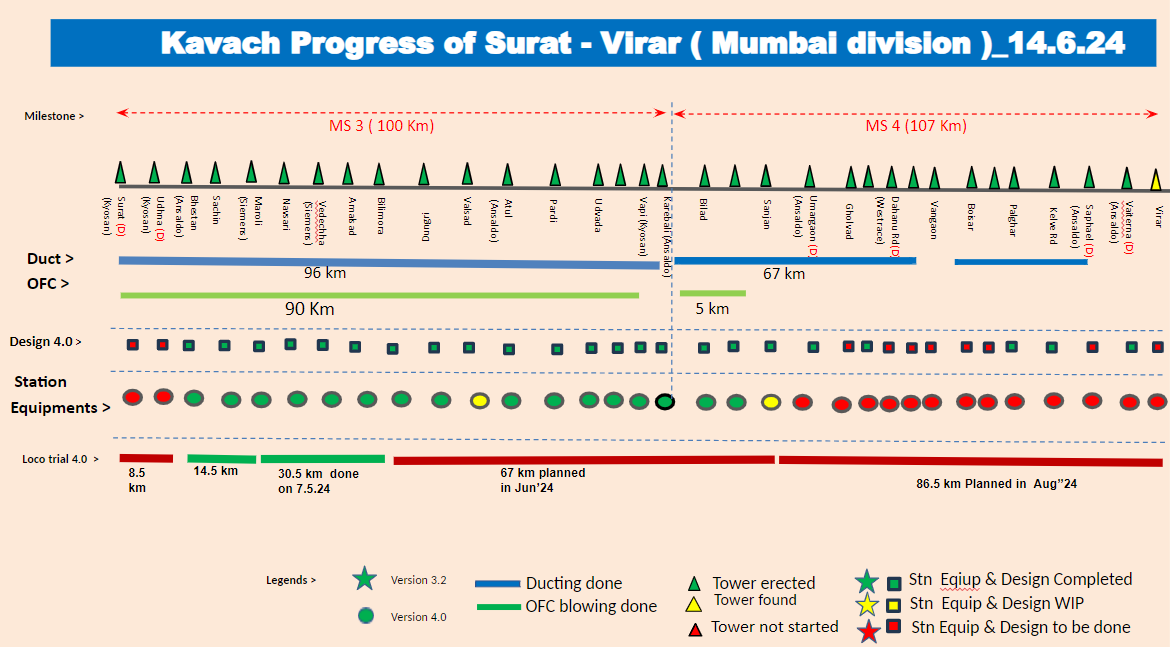 Kavach Progress of Surat - Virar ( Mumbai division )_14.6.24
Milestone >
MS 3 ( 100 Km)
MS 4 (107 Km)
Surat (D)
(Kyosan)
Udhna (D)
(Kyosan)
Bhestan
(Ansaldo)
Sachin
Maroli
(Siemens )
Navsari
Vedechha
(Siemens )
Amalsad
Bilimora
Valsad
Atul
Pardi
Udvada
Vapi (Kyosan)
Karebali (Ansaldo)
Bilad
Sanjan
Umargaon (D)
(Ansaldo)
Gholvad
Dahanu Rd(D)
(Westrace)
Vangaon
Boisar
Palghar
Kelve Rd
Saphael (D)
(Ansaldo)
Vaiterna (D)
(Ansaldo)
Virar
Duct >
96 km
67 km
OFC >
90 Km
5 km
Design 4.0 >
Station
Equipments >
Loco trial 4.0 >
8.5
km
14.5 km
30.5 km done
on 7.5.24
67 km planned
in Jun'24
86.5 km Planned in Aug"24
Legends >
Version 3.2
Version 4.0
Ducting done
OFC blowing done
Tower erected
Tower found
Tower not started
Stn Eqiup & Design Completed
Stn Equip & Design WIP
Stn Equip & Design to be done